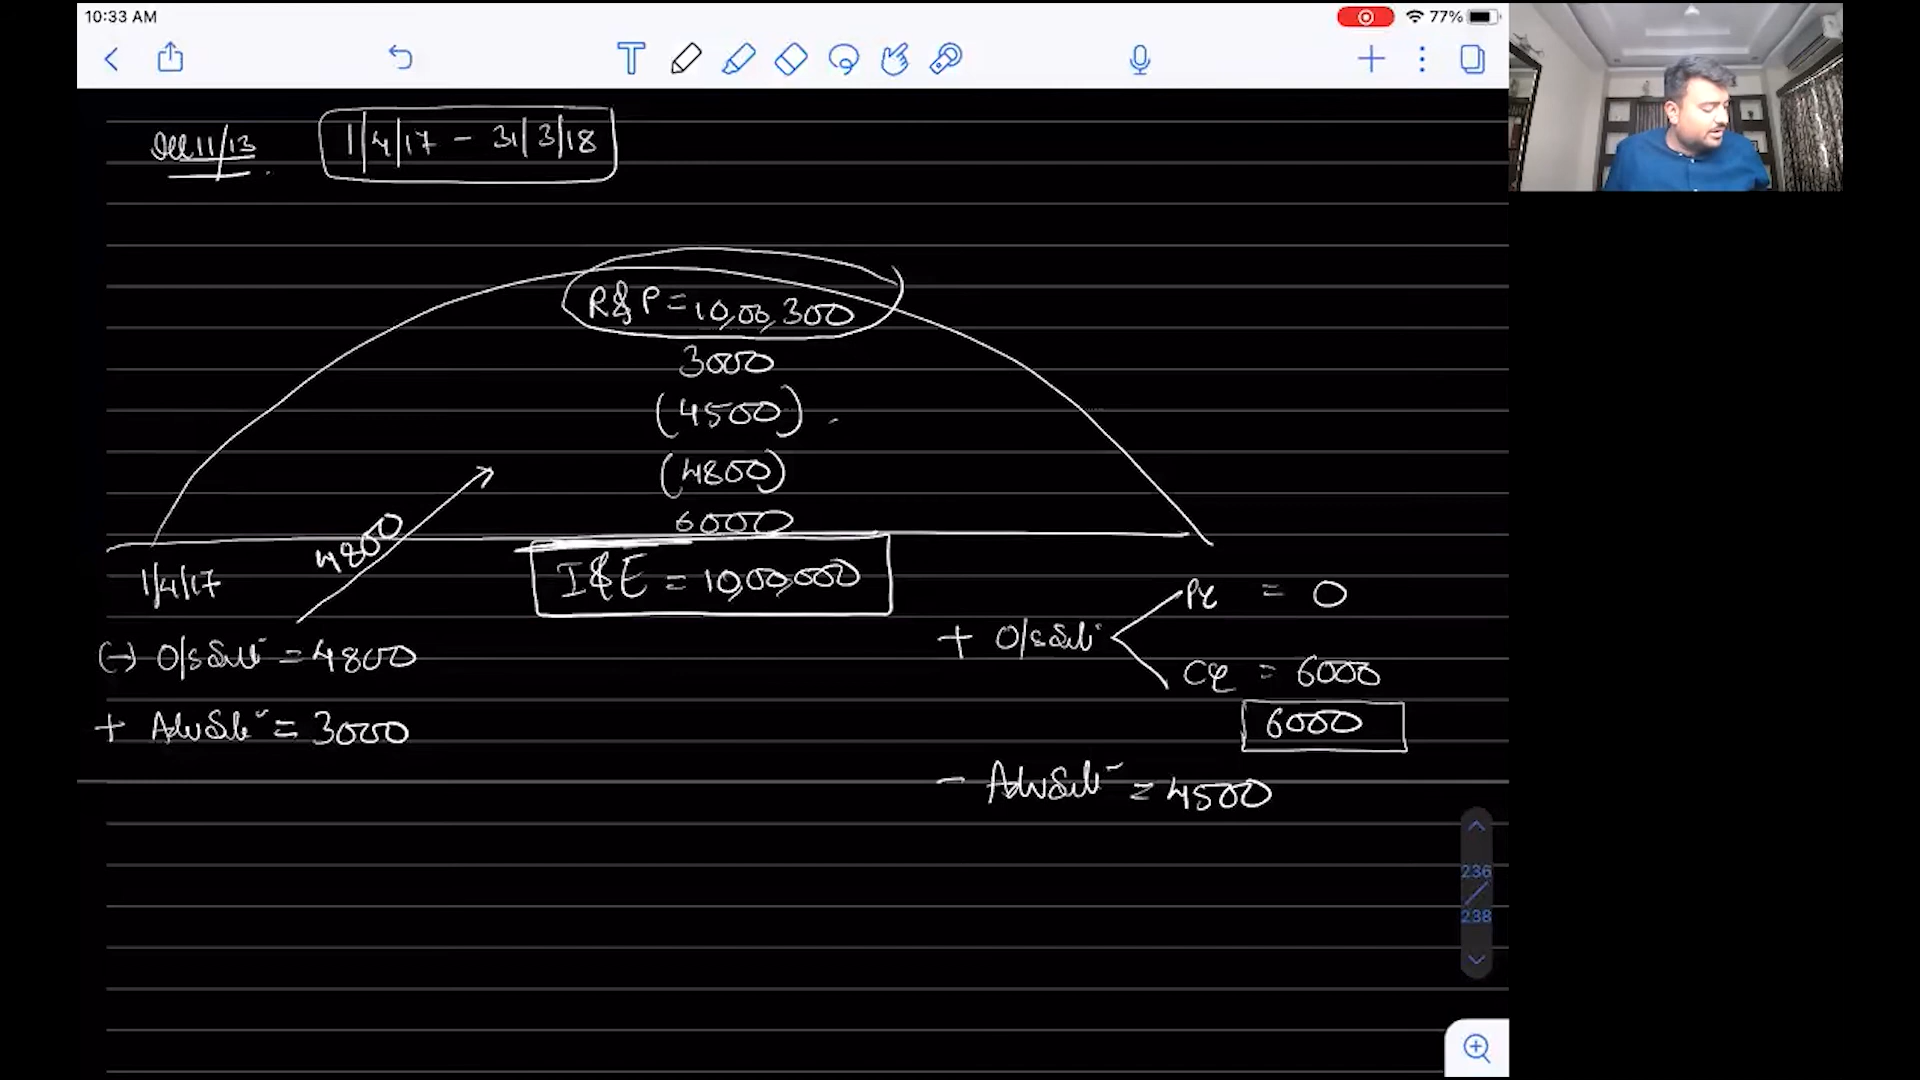 10:33 AM
77%
Ill 11/13
1/4/17 - 31/3/18
R&P = 10,00,300
3000
(4500)
(4800)
6000
4800
1/4/17
I&E = 10,00,000
(-) O/s Sub = 4800
+ Adv Sub = 3000
+ O/s Sub
PY = 0
CY = 6000
6000
- Adv Sub = 4500
236
238